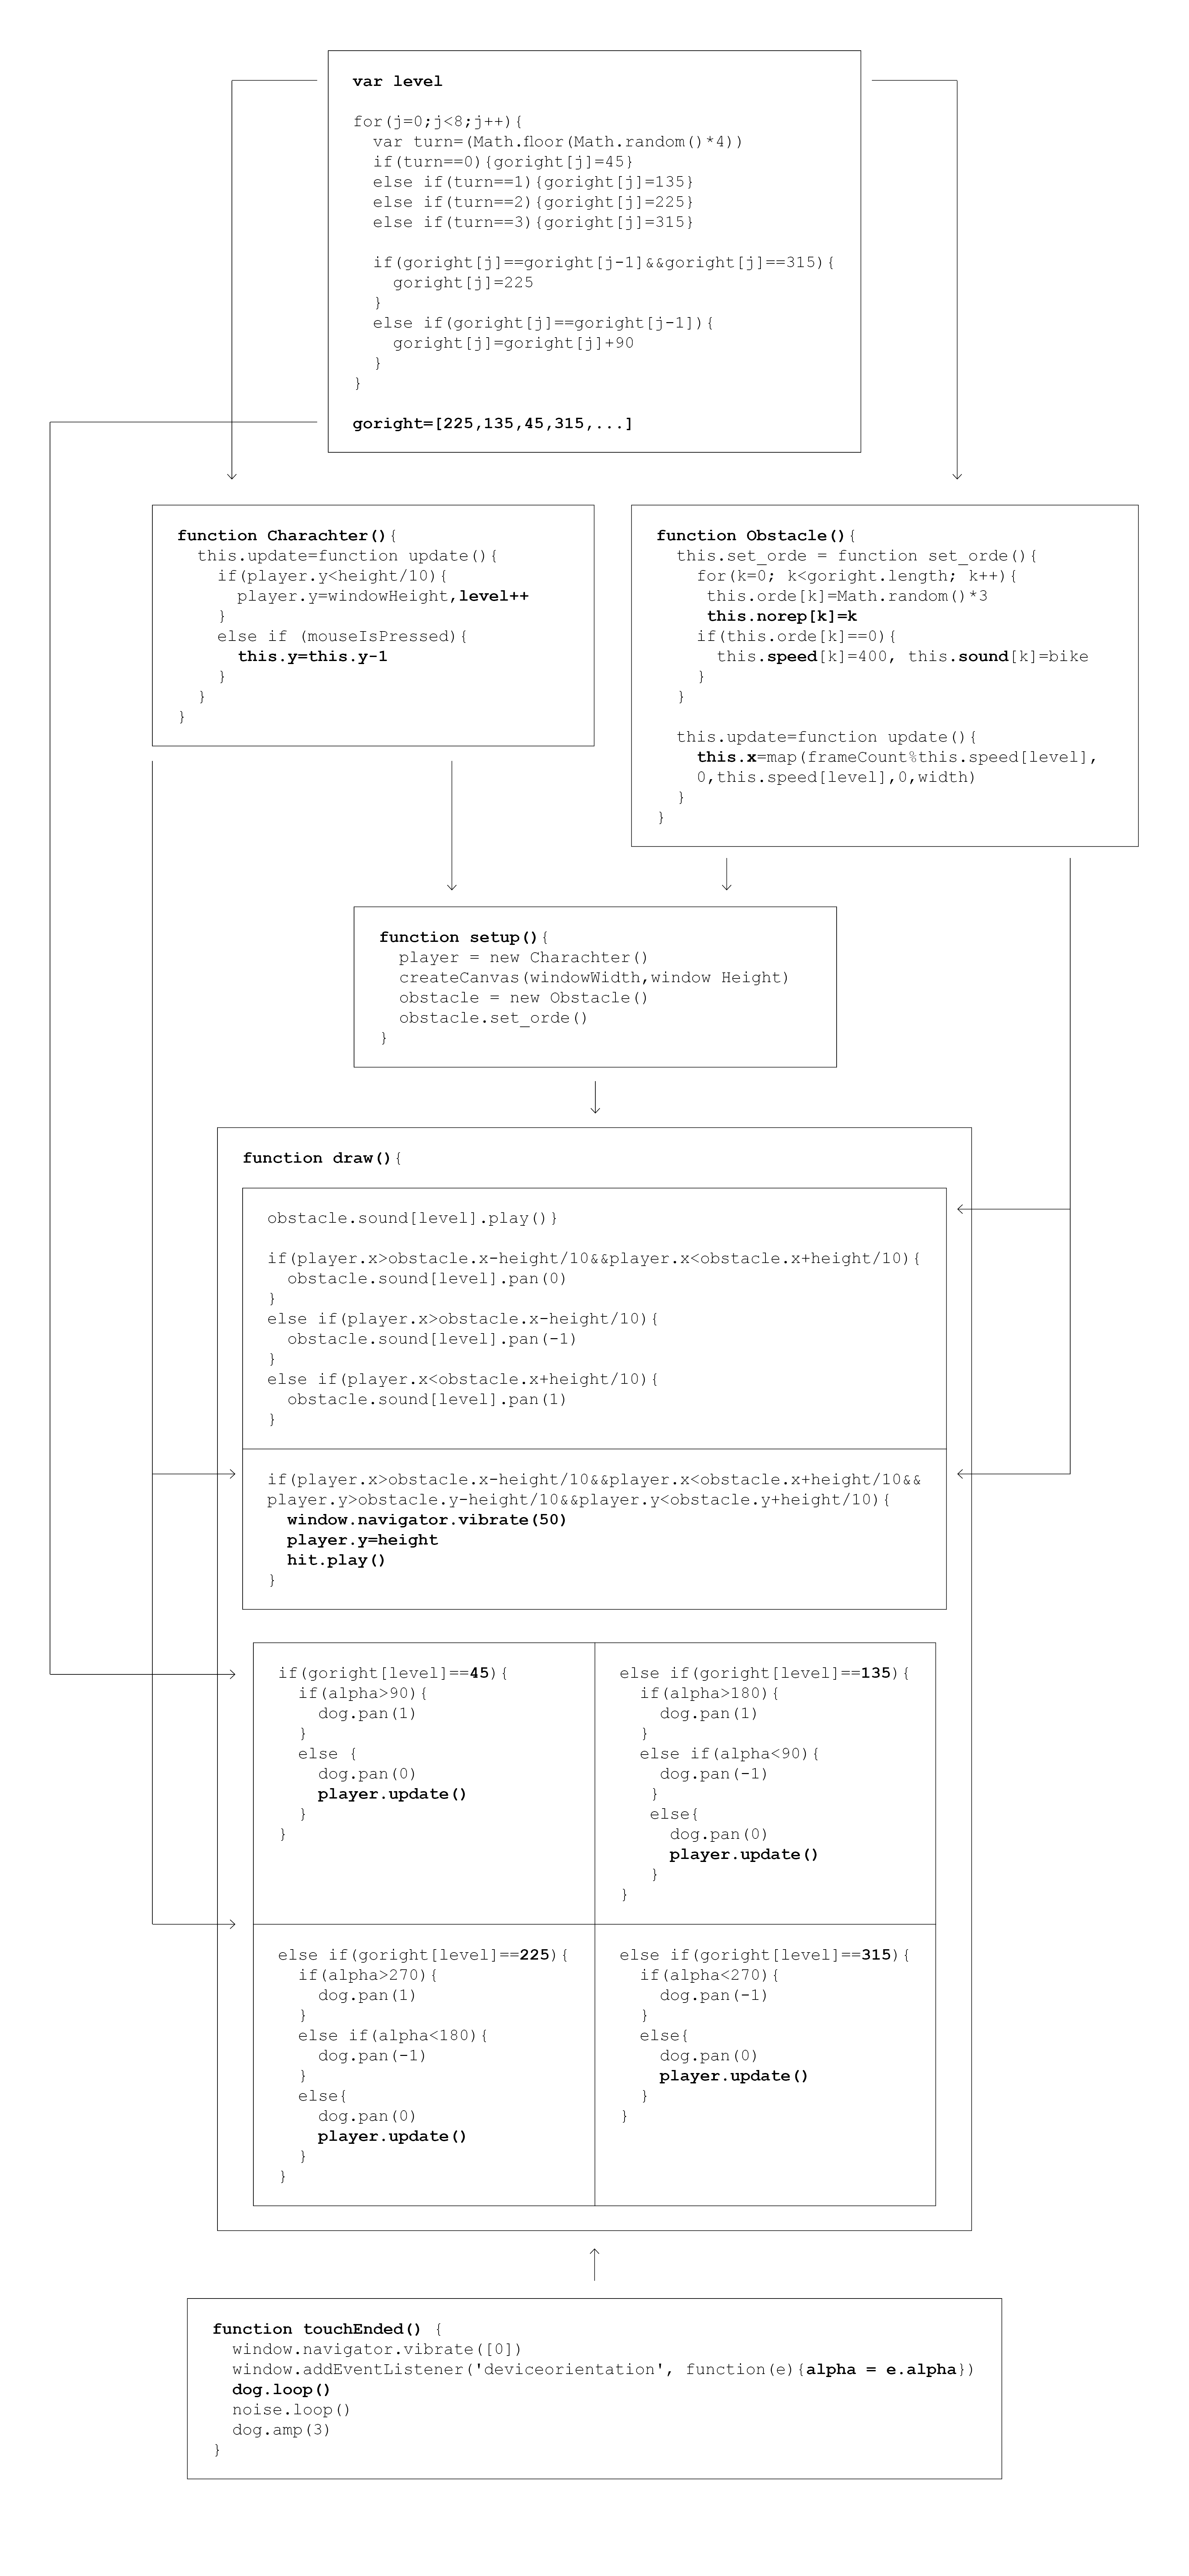 var level
for(j=0;j<8;j++){
var turn=(Math.floor(Math.random()*4))
if(turn==0){goright[j]=45}
else if(turn==1){goright[j]=135}
else if(turn==2){goright[j]=225}
else if(turn==3){goright[j]=315}
if(goright[j]==goright[j-1]&&goright[j]==315){
goright[j]=225
}
else if(goright[j]==goright[j-1]){
goright[j]=goright[j]+90
}
}
goright=[225,135,45,315,...]
function Charachter(){
this.update=function update(){
if(player.y<height/10){
player.y=windowHeight,level++
}
else if (mouseIsPressed){
this.y=this.y-1
}
}
}
function Obstacle(){
this.set_orde = function set_orde(){
for(k=0; k<goright.length; k++){
this.orde[k]=Math.random()*3
this.norep[k]=k
if(this.orde[k]==0){
this.speed[k]=400, this.sound[k]=bike
}
}
this.update=function update(){
this.x=map(frameCount%this.speed[level],
0,this.speed[level],0,width)
}
}
function setup(){
player = new Charachter()
createCanvas(windowWidth,window Height)
obstacle = new Obstacle()
obstacle.set_orde()
}
function draw(){
obstacle.sound[level].play()}
if(player.x>obstacle.x-height/10&&player.x<obstacle.x+height/10){
obstacle.sound[level].pan(0)
}
else if(player.x>obstacle.x-height/10){
obstacle.sound[level].pan(-1)
}
else if(player.x<obstacle.x+height/10){
obstacle.sound[level].pan(1)
}
if(player.x>obstacle.x-height/10&&player.x<obstacle.x+height/10&&
player.y>obstacle.y-height/10&&player.y<obstacle.y+height/10){
window.navigator.vibrate(50)
player.y=height
hit.play()
}
if(goright[level]==45){
if(alpha>90){
dog.pan(1)
}
else {
dog.pan(0)
player.update()
}
}
else if(goright[level]==135){
if(alpha>180){
dog.pan(1)
}
else if(alpha<90){
dog.pan(-1)
}
else{
dog.pan(0)
player.update()
}
}
else if(goright[level]==225){
if(alpha>270){
dog.pan(1)
}
else if(alpha<180){
dog.pan(-1)
}
else{
dog.pan(0)
player.update()
}
}
else if(goright[level]==315){
if(alpha<270){
dog.pan(-1)
}
else{
dog.pan(0)
player.update()
}
}
function touchEnded() {
window.navigator.vibrate([0])
window.addEventListener('deviceorientation', function(e){alpha = e.alpha})
dog.loop()
noise.loop()
dog.amp(3)
}